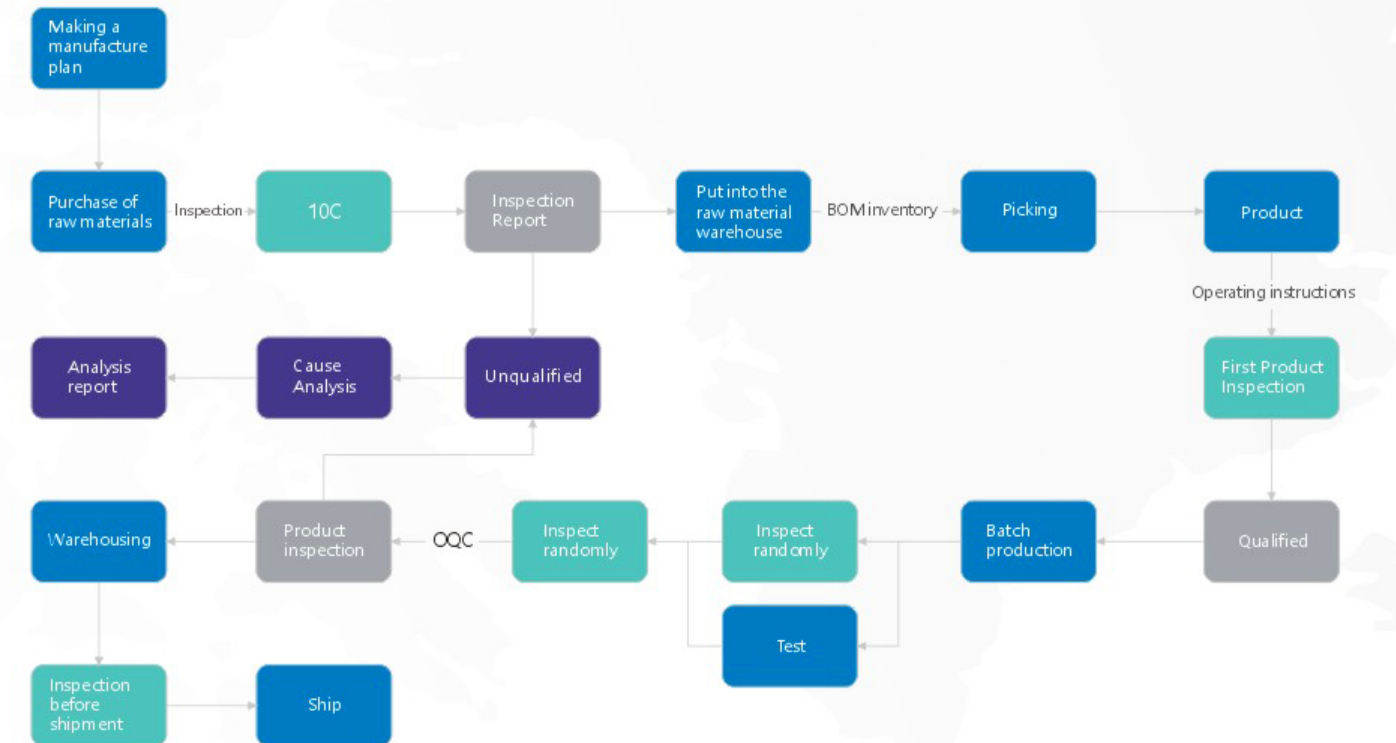 Making a
manufacture
plan
Purchase of
raw materials
Inspection
10C
Inspection
Report
Put into the
raw material
warehouse
BOM inventory
Picking
Product
Operating instructions
Analysis
report
Cause
Analysis
Unqualified
First Product
Inspection
Warehousing
Product
inspection
OQC
Inspect
randomly
Inspect
randomly
Batch
production
Qualified
Test
Inspection
before
shipment
Ship